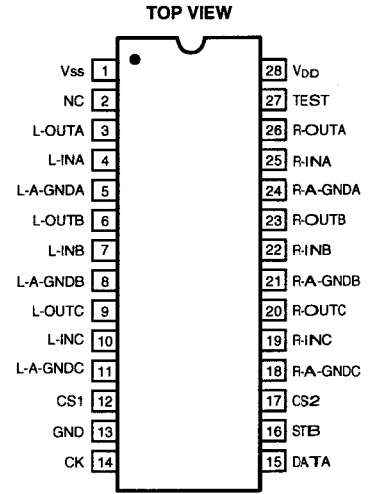 TOP VIEW
Vss 1 28 VDD
NC 2 27 TEST
L-OUTA 3 26 R-OUTA
L-INA 4 25 R-INA
L-A-GNDA 5 24 R-A-GNDA
L-OUTB 6 23 R-OUTB
L-INB 7 22 R-INB
L-A-GNDB 8 21 R-A-GNDB
L-OUTC 9 20 R-OUTC
L-INC 10 19 R-INC
L-A-GNDC 11 18 R-A-GNDC
CS1 12 17 CS2
GND 13 16 STB
CK 14 15 DATA